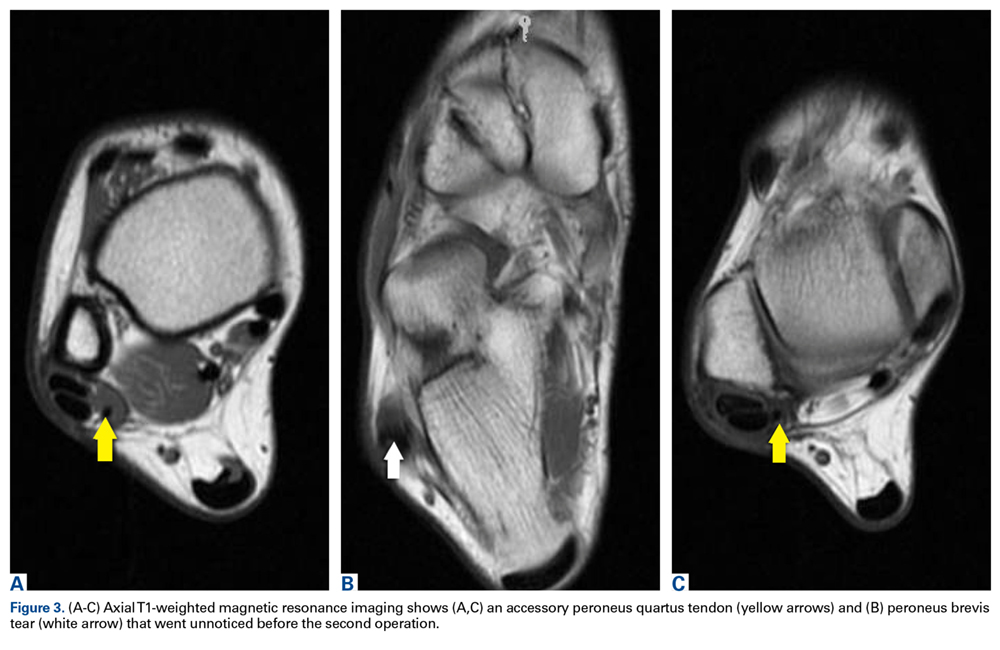 A
B
C
Figure 3. (A-C) Axial T1-weighted magnetic resonance imaging shows (A,C) an accessory peroneus quartus tendon (yellow arrows) and (B) peroneus brevis
tear (white arrow) that went unnoticed before the second operation.